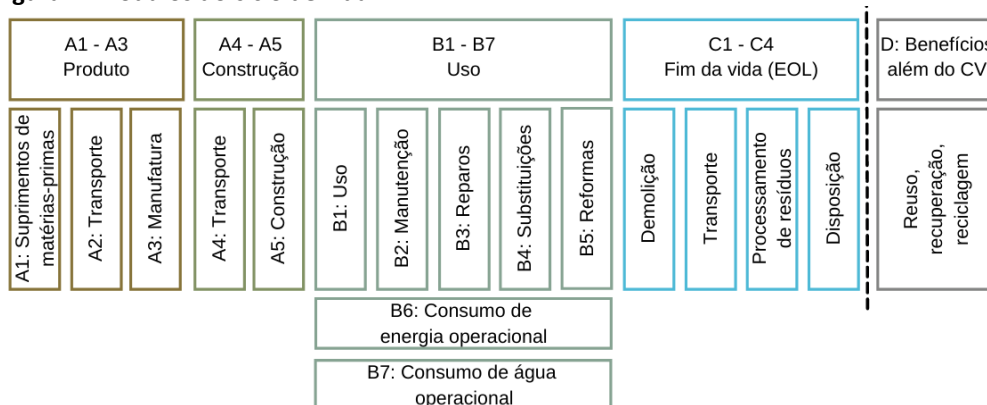 A1 - A3
Produto
A4 - A5
Construção
B1 - B7
Uso
C1 - C4
Fim da vida (EOL)
D: Benefícios
além do CV
A1: Suprimentos de
matérias-primas
A2: Transporte
A3: Manufatura
A4: Transporte
A5: Construção
B1: Uso
B2: Manutenção
B3: Reparos
B4: Substituições
B5: Reformas
Demolição
Transporte
Processamento
de resíduos
Disposição
Reuso,
recuperação,
reciclagem
B6: Consumo de
energia operacional
B7: Consumo de água
operacional